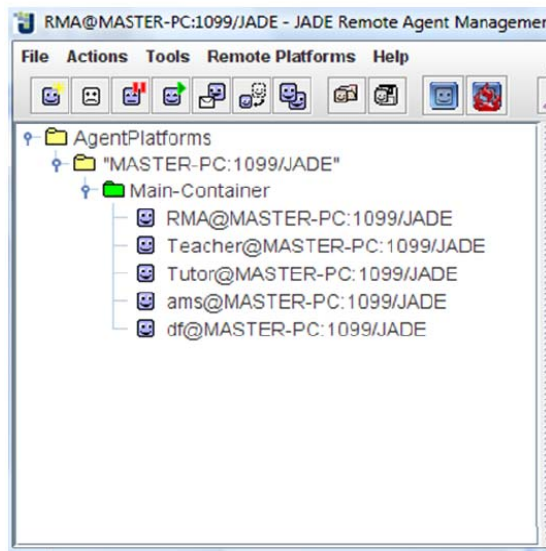 RMA@MASTER-PC:1099/JADE - JADE Remote Agent Managemen
File Actions Tools Remote Platforms Help
AgentPlatforms
"MASTER-PC:1099/JADE"
Main-Container
RMA@MASTER-PC:1099/JADE
Teacher@MASTER-PC:1099/JADE
Tutor@MASTER-PC:1099/JADE
ams@MASTER-PC:1099/JADE
df@MASTER-PC:1099/JADE